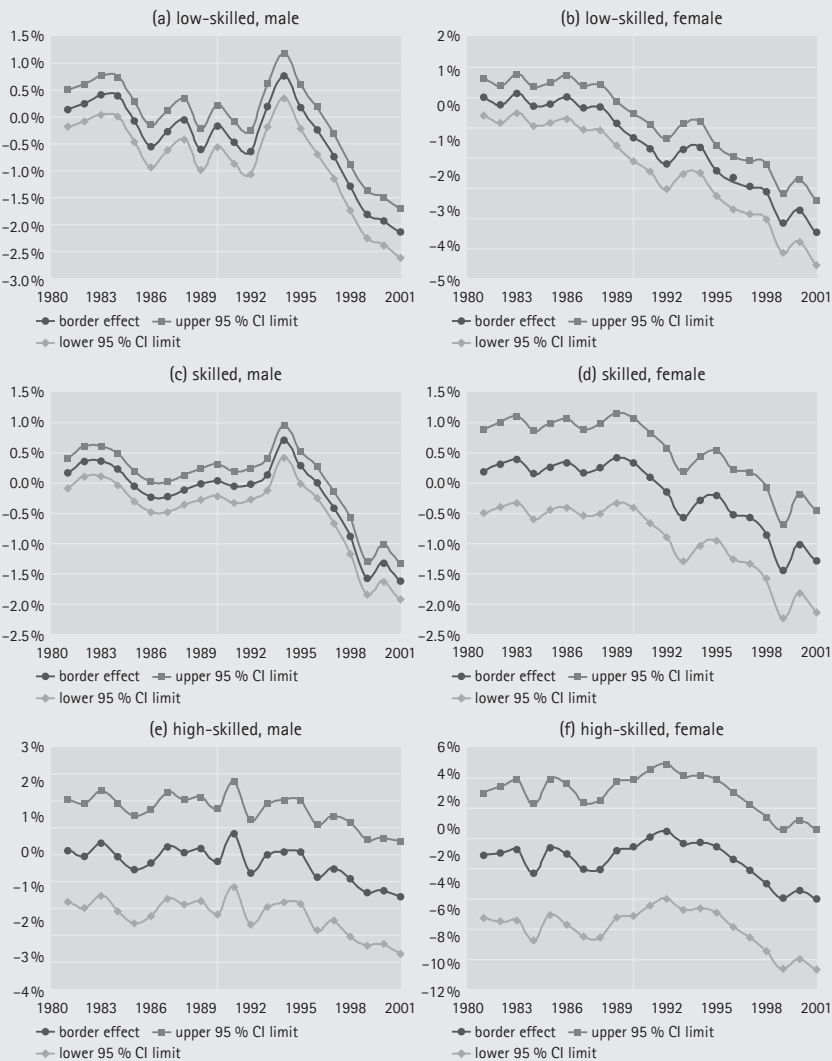 (a) low-skilled, male
1.5 %
1.0 %
0.5 %
0.0 %
−0.5 %
−1.0 %
−1.5 %
−2.0 %
−2.5 %
−3.0 %
1980 1983 1986 1989 1992 1995 1998 2001
border effect upper 95 % CI limit
lower 95 % CI limit
(b) low-skilled, female
2 %
1 %
0 %
−1 %
−2 %
−3 %
−4 %
−5 %
1980 1983 1986 1989 1992 1995 1998 2001
border effect upper 95 % CI limit
lower 95 % CI limit
(c) skilled, male
1.5 %
1.0 %
0.5 %
0.0 %
−0.5 %
−1.0 %
−1.5 %
−2.0 %
−2.5 %
1980 1983 1986 1989 1992 1995 1998 2001
border effect upper 95 % CI limit
lower 95 % CI limit
(d) skilled, female
1.5 %
1.0 %
0.5 %
0.0 %
−0.5 %
−1.0 %
−1.5 %
−2.0 %
−2.5 %
1980 1983 1986 1989 1992 1995 1998 2001
border effect upper 95 % CI limit
lower 95 % CI limit
(e) high-skilled, male
3 %
2 %
1 %
0 %
−1 %
−2 %
−3 %
−4 %
1980 1983 1986 1989 1992 1995 1998 2001
border effect upper 95 % CI limit
lower 95 % CI limit
(f) high-skilled, female
6 %
4 %
2 %
0 %
−2 %
−4 %
−6 %
−8 %
−10 %
−12 %
1980 1983 1986 1989 1992 1995 1998 2001
border effect upper 95 % CI limit
lower 95 % CI limit